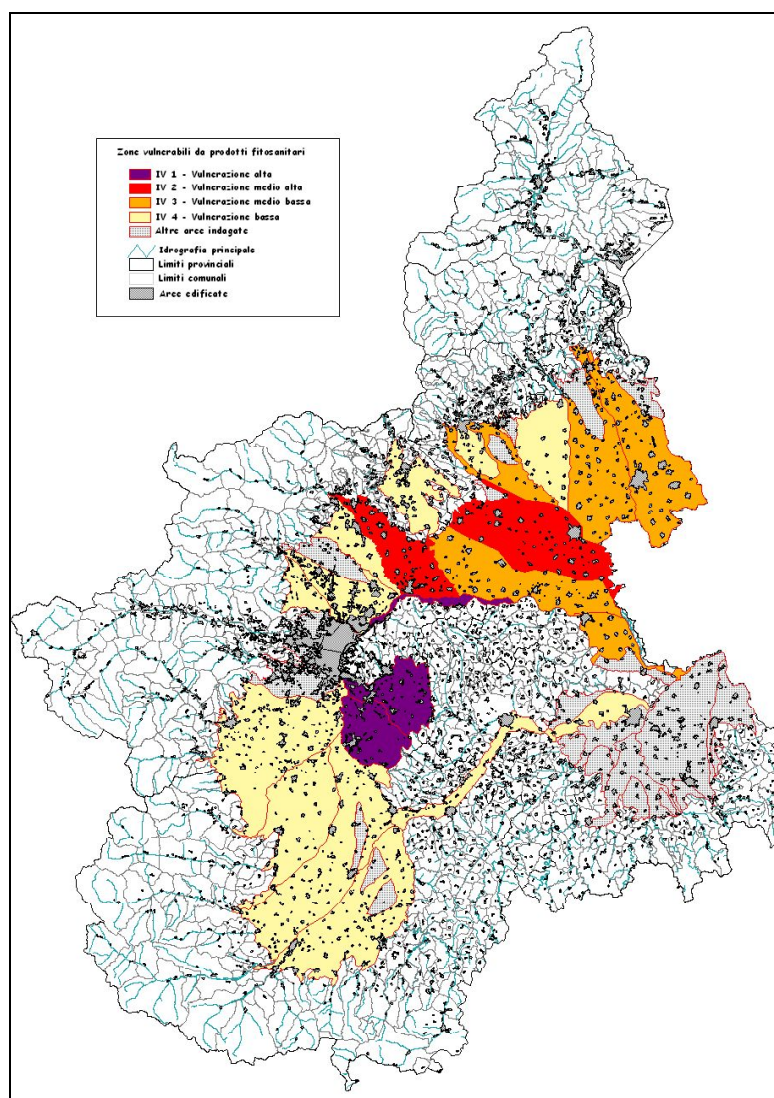 Zone vulnerabili da prodotti fitosanitari
IV 1 - Vulnerazione alta
IV 2 - Vulnerazione medio alta
IV 3 - Vulnerazione medio bassa
IV 4 - Vulnerazione bassa
Altre aree indagate
Idrografia principale
Limiti provinciali
Limiti comunali
Aree edificate